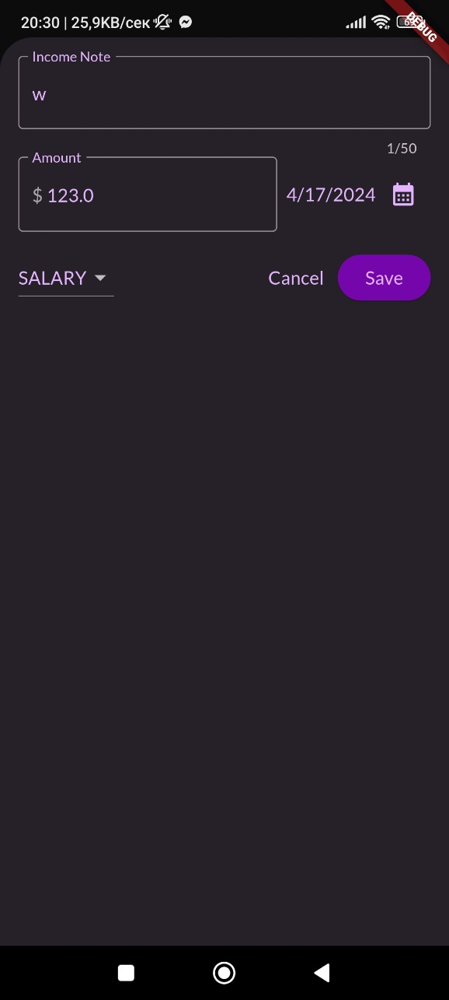 20:30 | 25,9KB/сек
DEBUG
Income Note
w
1/50
Amount
$ 123.0
4/17/2024
SALARY
Cancel
Save